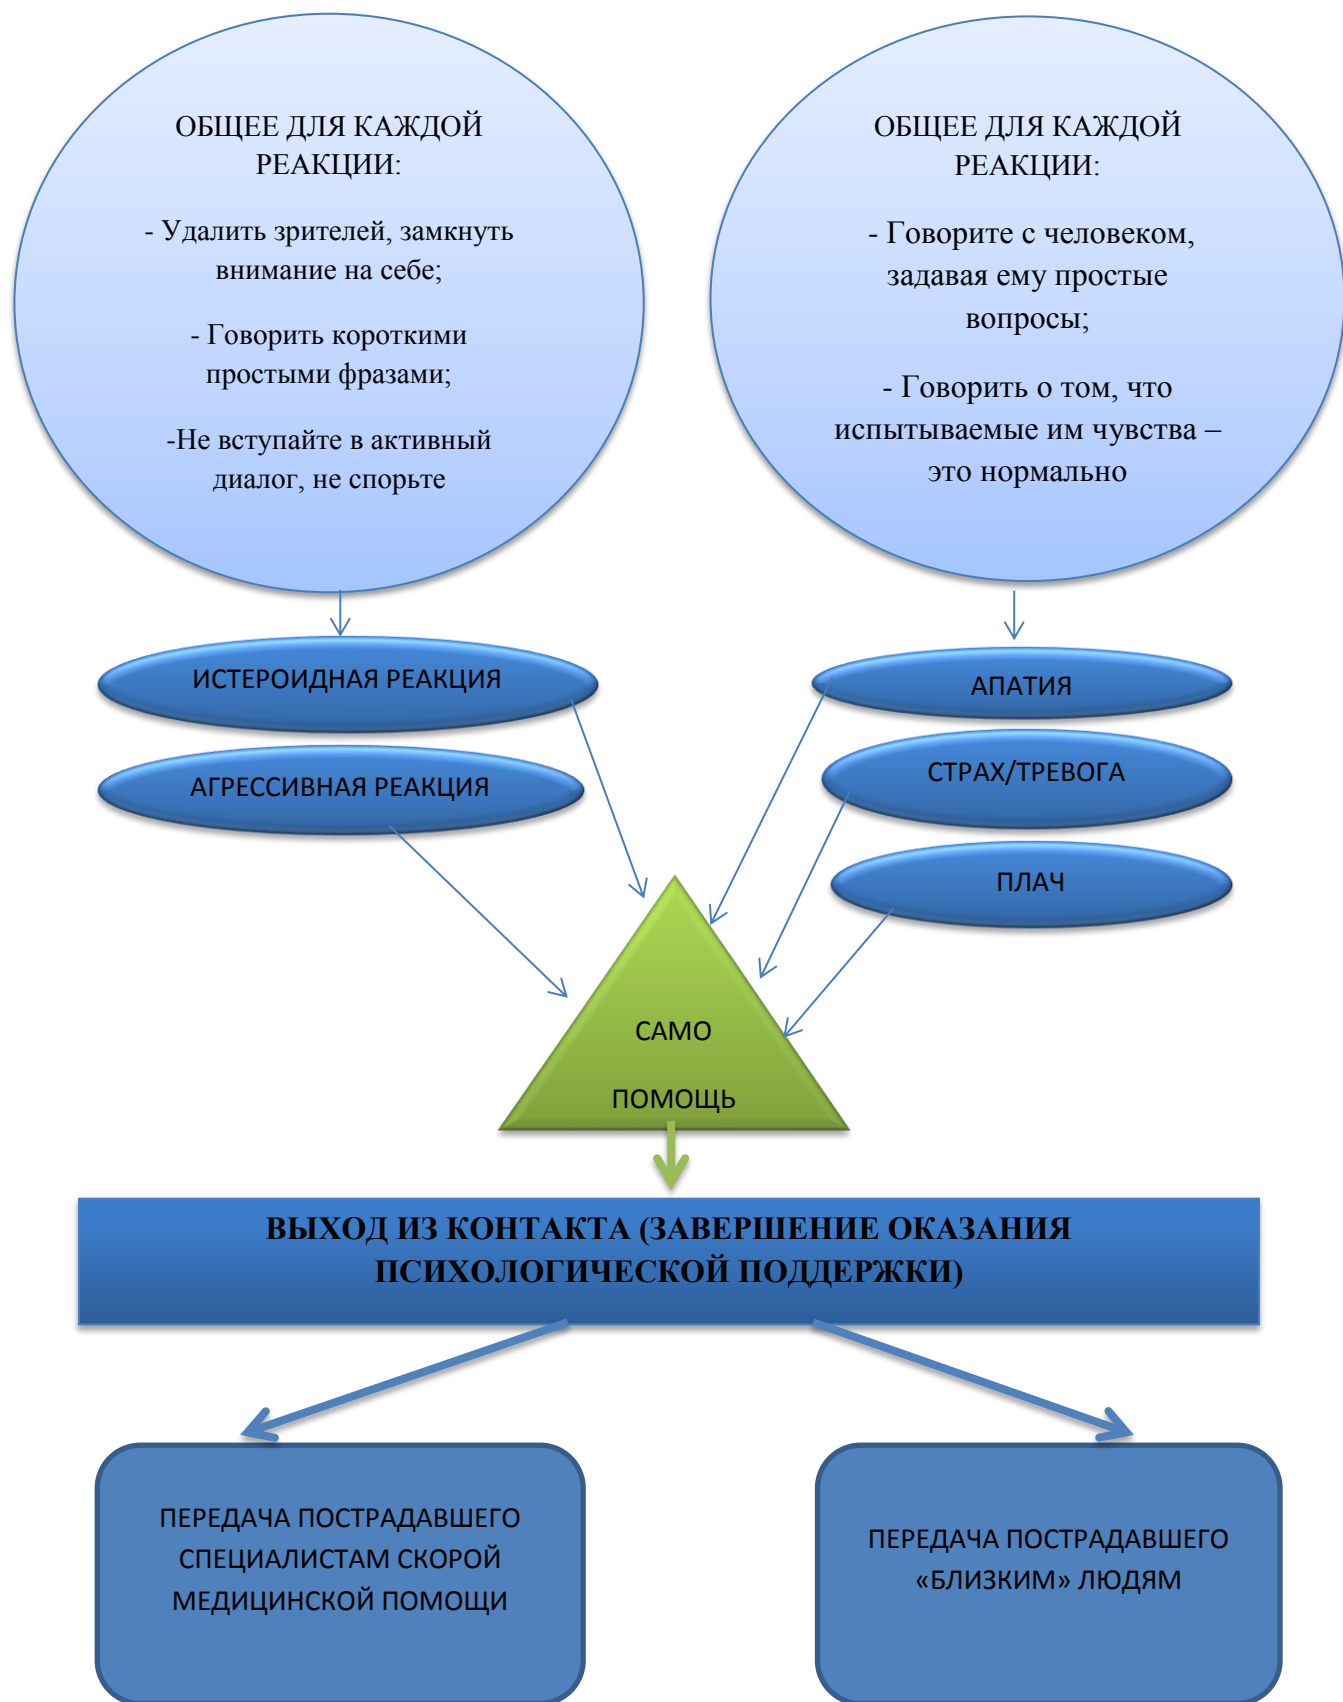 ОБЩЕЕ ДЛЯ КАЖДОЙ
РЕАКЦИИ:
- Удалить зрителей, замкнуть
внимание на себе;
- Говорить короткими
простыми фразами;
-Не вступайте в активный
диалог, не спорьте
ОБЩЕЕ ДЛЯ КАЖДОЙ
РЕАКЦИИ:
- Говорите с человеком,
задавая ему простые
вопросы;
- Говорить о том, что
испытываемые им чувства –
это нормально
ИСТЕРОИДНАЯ РЕАКЦИЯ
АГРЕССИВНАЯ РЕАКЦИЯ
АПАТИЯ
СТРАХ/ТРЕВОГА
ПЛАЧ
САМО
ПОМОЩЬ
ВЫХОД ИЗ КОНТАКТА (ЗАВЕРШЕНИЕ ОКАЗАНИЯ
ПСИХОЛОГИЧЕСКОЙ ПОДДЕРЖКИ)
ПЕРЕДАЧА ПОСТРАДАВШЕГО
СПЕЦИАЛИСТАМ СКОРОЙ
МЕДИЦИНСКОЙ ПОМОЩИ
ПЕРЕДАЧА ПОСТРАДАВШЕГО
«БЛИЗКИМ» ЛЮДЯМ